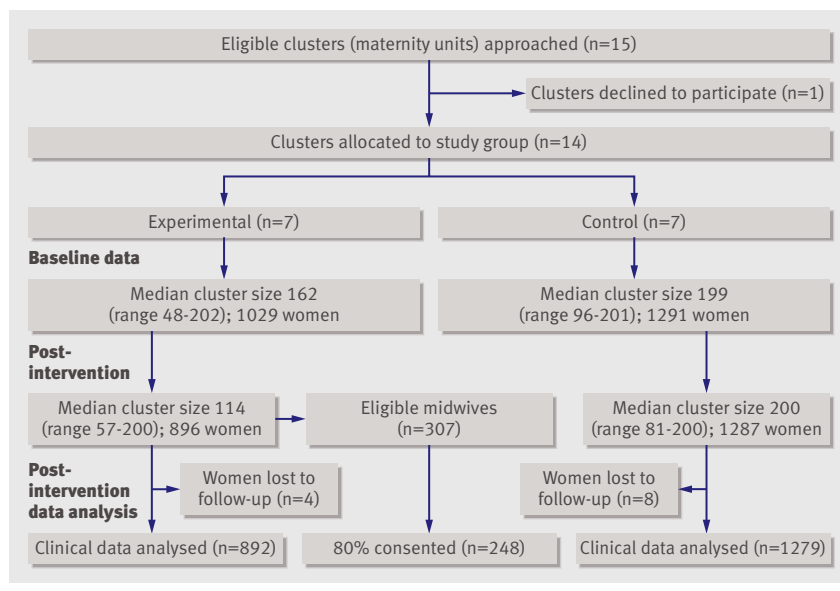 Eligible clusters (maternity units) approached (n=15)
Clusters declined to participate (n=1)
Clusters allocated to study group (n=14)
Experimental (n=7)
Control (n=7)
Baseline data
Median cluster size 162
(range 48-202); 1029 women
Median cluster size 199
(range 96-201); 1291 women
Post-
intervention
Median cluster size 114
(range 57-200); 896 women
Eligible midwives
(n=307)
Median cluster size 200
(range 81-200); 1287 women
Post-
intervention
data analysis
Women lost to
follow-up (n=4)
Women lost to
follow-up (n=8)
Clinical data analysed (n=892)
80% consented (n=248)
Clinical data analysed (n=1279)